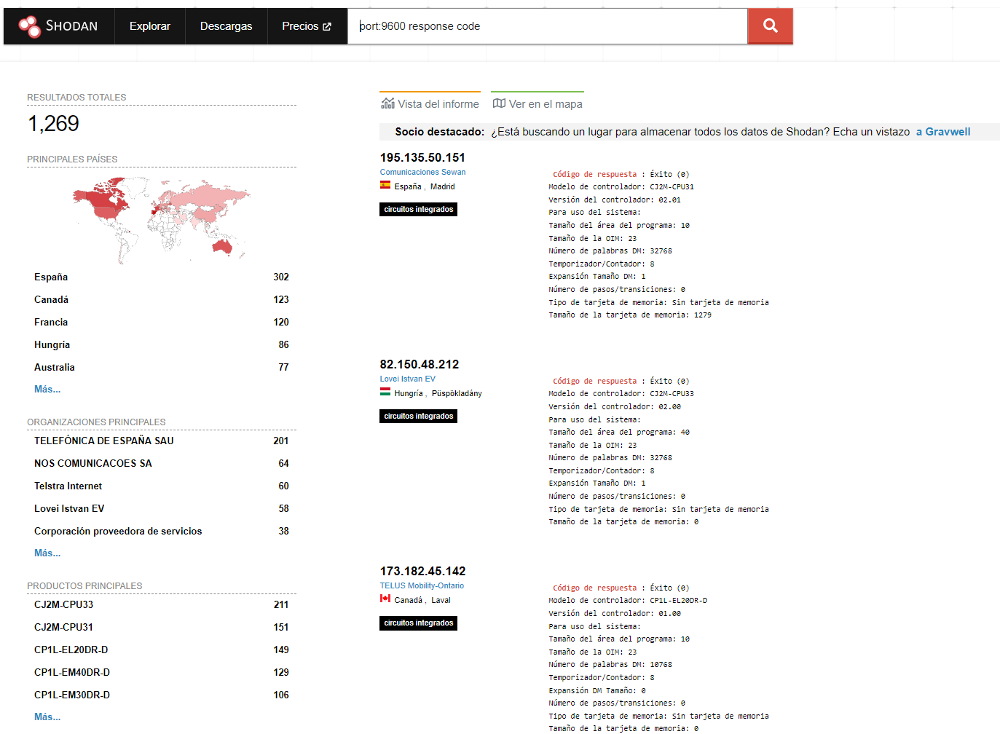 SHODAN
Explorar
Descargas
Precios
port:9600 response code
RESULTADOS TOTALES
1,269
PRINCIPALES PAÍSES
España 302
Canadá 123
Francia 120
Hungría 86
Australia 77
Más...
ORGANIZACIONES PRINCIPALES
TELEFÓNICA DE ESPAÑA SAU 201
NOS COMUNICACOES SA 64
Telstra Internet 60
Lovei Istvan EV 58
Corporación proveedora de servicios 38
Más...
PRODUCTOS PRINCIPALES
CJ2M-CPU33 211
CJ2M-CPU31 151
CP1L-EL20DR-D 149
CP1L-EM40DR-D 129
CP1L-EM30DR-D 106
Más...
Vista del informe
Ver en el mapa
Socio destacado: ¿Está buscando un lugar para almacenar todos los datos de Shodan? Echa un vistazo a Gravwell
195.135.50.151
Comunicaciones Sewan
España , Madrid
circuitos integrados
Código de respuesta : Éxito (0)
Modelo de controlador: CJ2M-CPU31
Versión del controlador: 02.01
Para uso del sistema:
Tamaño del área del programa: 10
Tamaño de la OIM: 23
Número de palabras DM: 32768
Temporizador/Contador: 8
Expansión Tamaño DM: 1
Número de pasos/transiciones: 0
Tipo de tarjeta de memoria: Sin tarjeta de memoria
Tamaño de la tarjeta de memoria: 1279
82.150.48.212
Lovei Istvan EV
Hungría , Püspökladány
circuitos integrados
Código de respuesta : Éxito (0)
Modelo de controlador: CJ2M-CPU33
Versión del controlador: 02.00
Para uso del sistema:
Tamaño del área del programa: 40
Tamaño de la OIM: 23
Número de palabras DM: 32768
Temporizador/Contador: 8
Expansión Tamaño DM: 1
Número de pasos/transiciones: 0
Tipo de tarjeta de memoria: Sin tarjeta de memoria
Tamaño de la tarjeta de memoria: 0
173.182.45.142
TELUS Mobility-Ontario
Canadá , Laval
circuitos integrados
Código de respuesta : Éxito (0)
Modelo de controlador: CP1L-EL20DR-D
Versión del controlador: 01.00
Para uso del sistema:
Tamaño del área del programa: 10
Tamaño de la OIM: 23
Número de palabras DM: 10768
Temporizador/Contador: 8
Expansión DM Tamaño: 0
Número de pasos/transiciones: 0
Tipo de tarjeta de memoria: Sin tarjeta de memoria
Tamaño de la tarjeta de memoria: 0